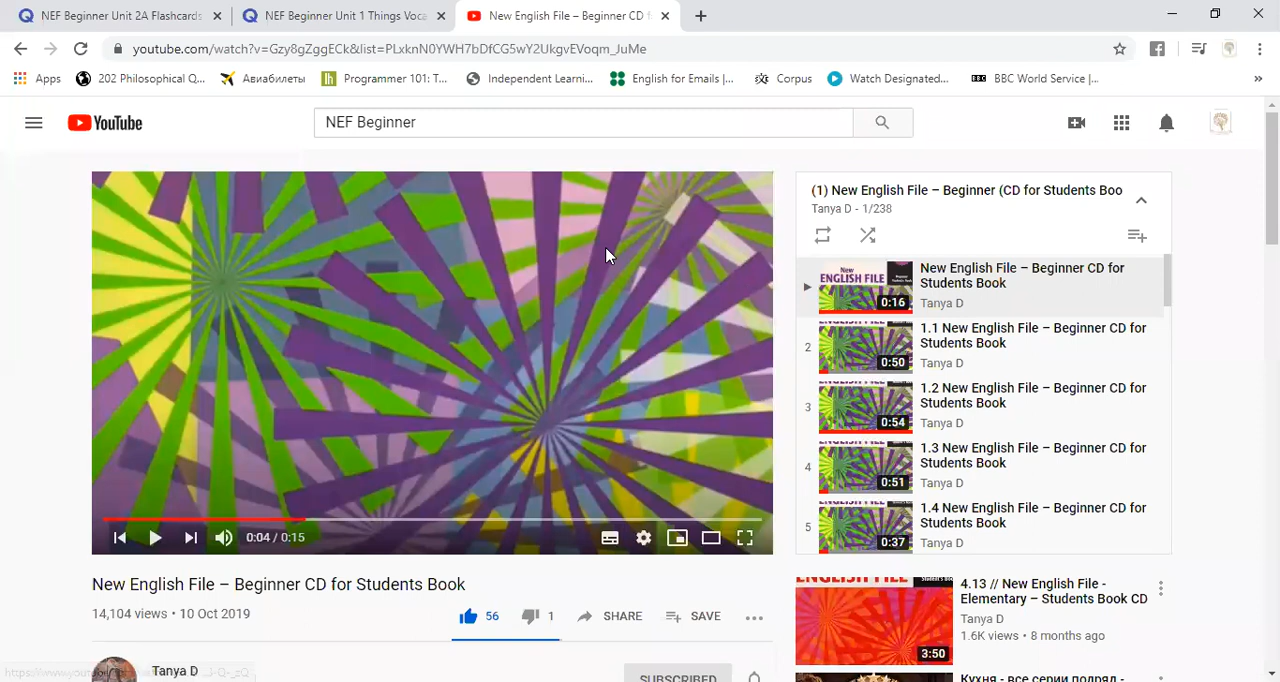 NEF Beginner Unit 2A Flashcards
NEF Beginner Unit 1 Things Voca
New English File – Beginner CD f
youtube.com/watch?v=Gzy8gZggECk&list=PLxknN0YWH7bDfCG5wY2UkgvEVoqm_JuMe
Apps
202 Philosophical Q...
Авиабилеты
Programmer 101: T...
Independent Learni...
English for Emails |...
Corpus
Watch Designated...
BBC World Service |...
YouTube
NEF Beginner
(1) New English File – Beginner (CD for Students Boo
Tanya D - 1/238
New
ENGLISH FILE
0:16
New English File – Beginner CD for
Students Book
Tanya D
2
0:50
1.1 New English File – Beginner CD for
Students Book
Tanya D
3
0:54
1.2 New English File – Beginner CD for
Students Book
Tanya D
4
0:51
1.3 New English File – Beginner CD for
Students Book
Tanya D
5
0:37
1.4 New English File – Beginner CD for
Students Book
Tanya D
0:04 / 0:15
New English File – Beginner CD for Students Book
14,104 views • 10 Oct 2019
56
1
SHARE
SAVE
Tanya D
SUBSCRIBED
3:50
4.13 // New English File -
Elementary – Students Book CD
Tanya D
1.6K views • 8 months ago
Кухня - все серии подряд -